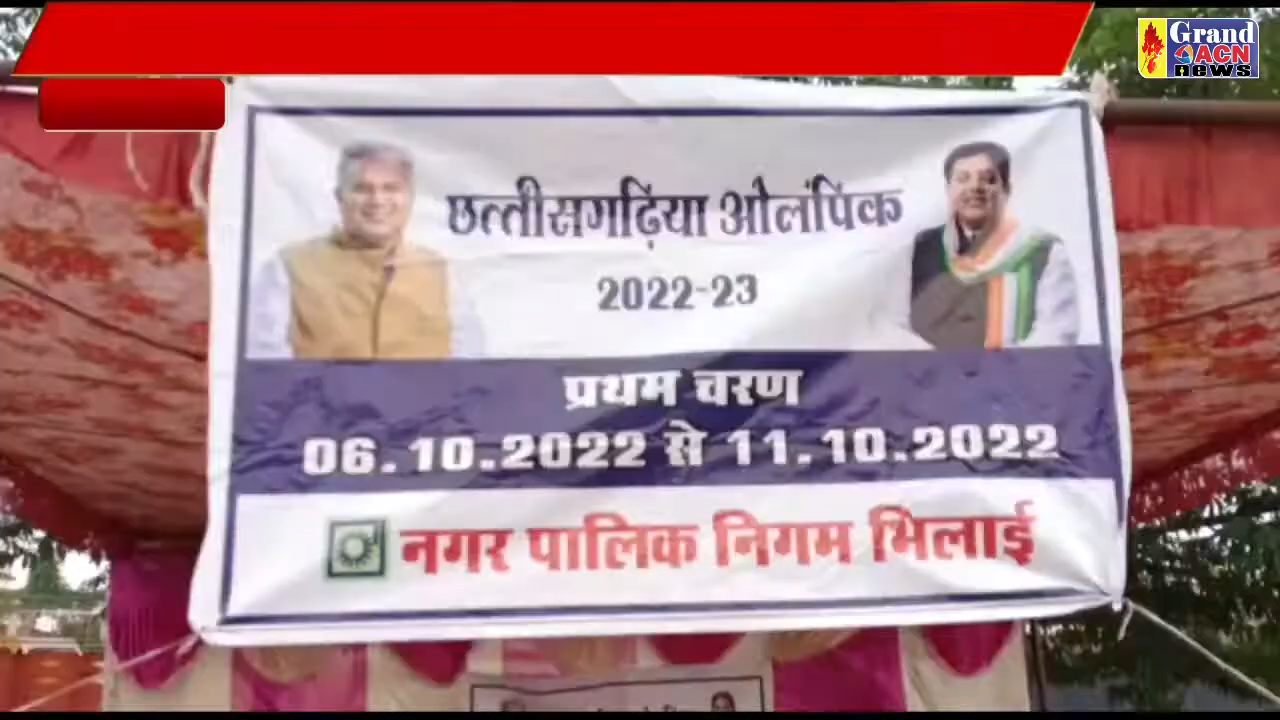 Grand
ACN
news
छत्तीसगढ़िया ओलंपिक
2022-23
प्रथम चरण
06.10.2022 से 11.10.2022
नगर पालिक निगम भिलाई